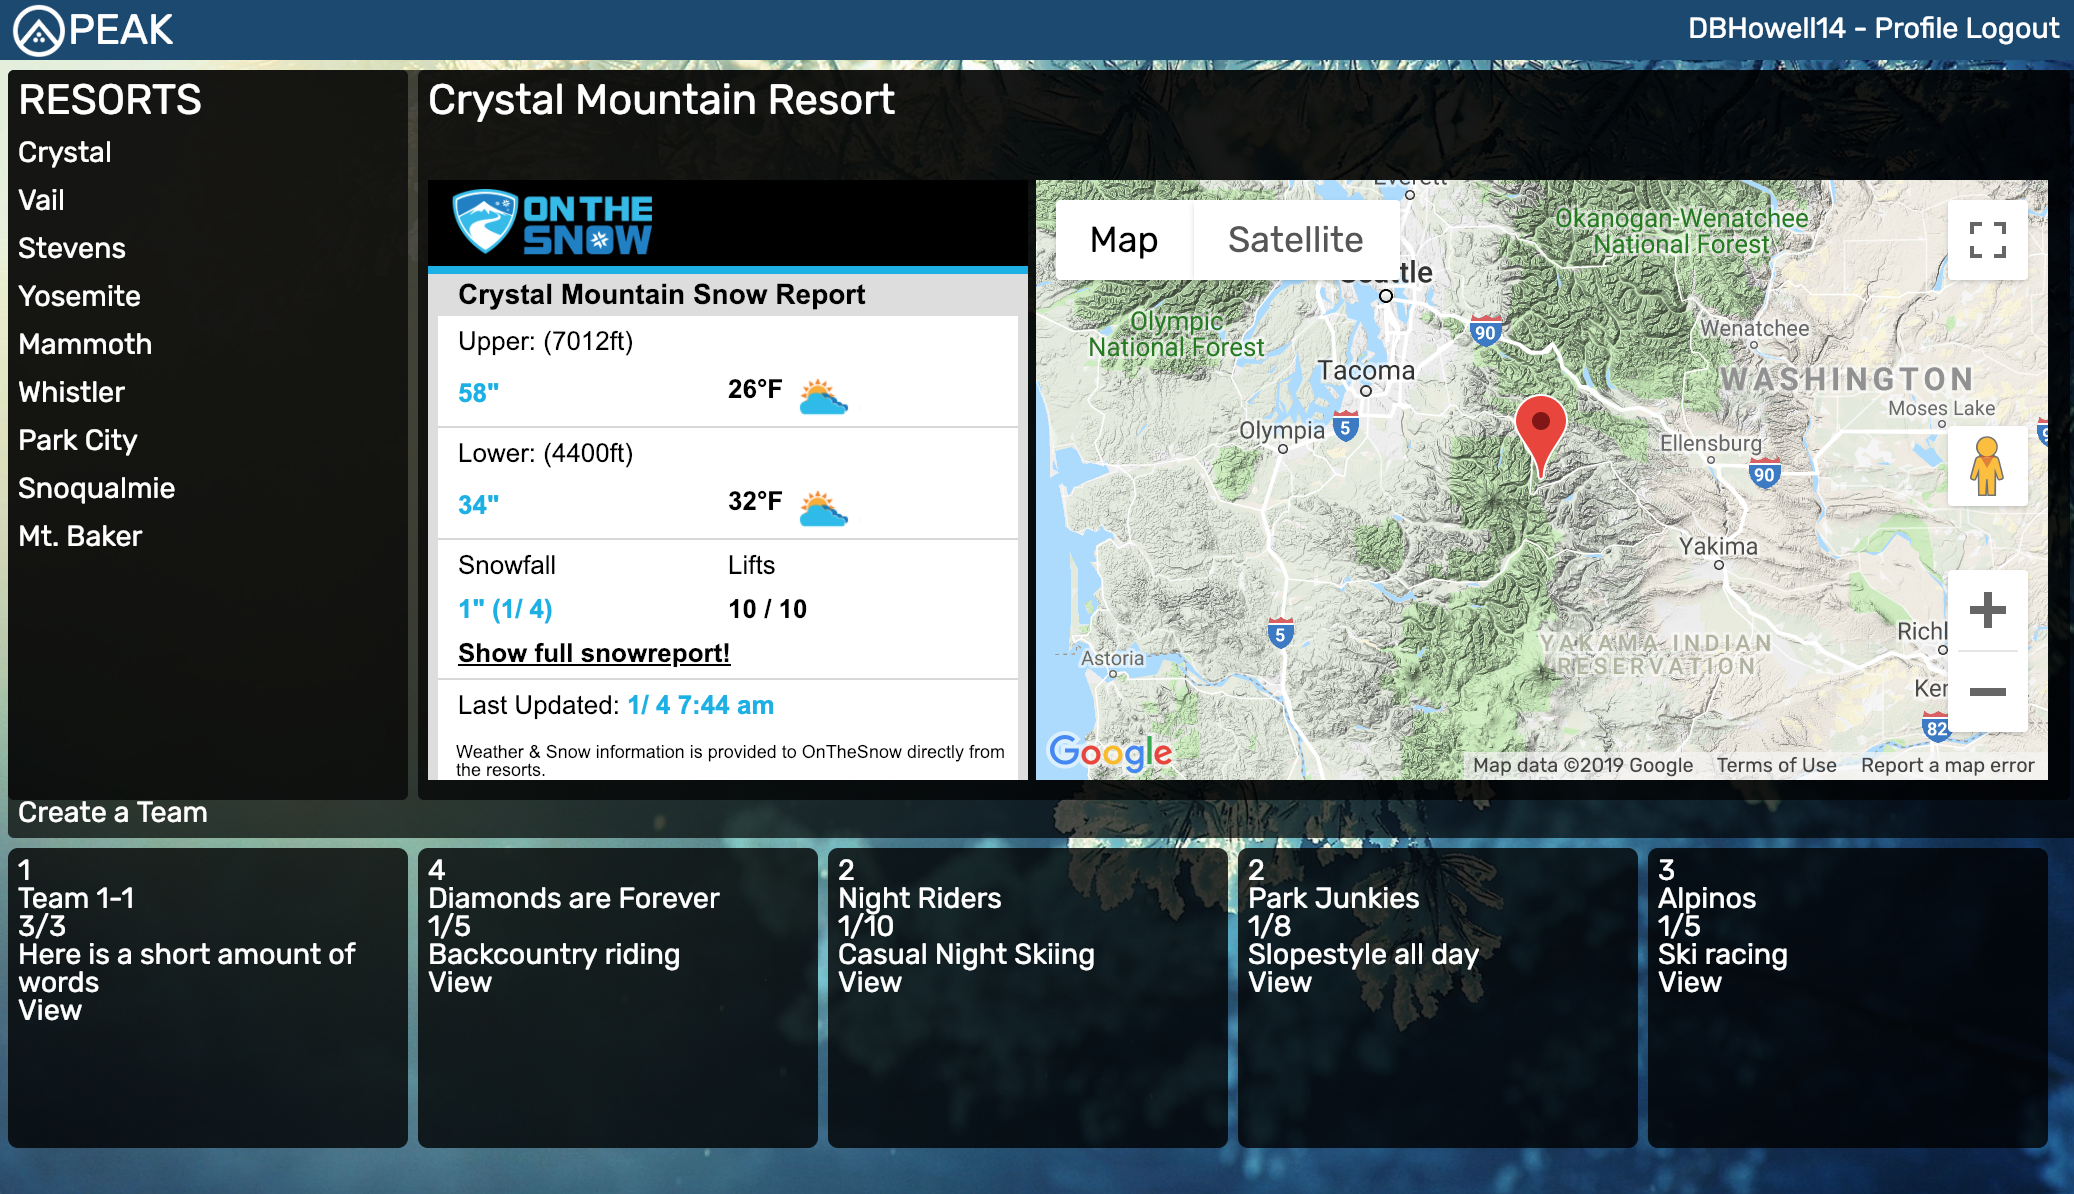 PEAK
DBHowell14 - Profile Logout
RESORTS
Crystal
Vail
Stevens
Yosemite
Mammoth
Whistler
Park City
Snoqualmie
Mt. Baker
Crystal Mountain Resort
ON THE
SNOW
Crystal Mountain Snow Report
Upper: (7012ft)
58" 26°F
Lower: (4400ft)
34" 32°F
Snowfall Lifts
1" (1/ 4) 10 / 10
Show full snowreport!
Last Updated: 1/ 4 7:44 am
Weather & Snow information is provided to OnTheSnow directly from
the resorts.
Map Satellite
Okanogan-Wenatchee
National Forest
Olympic
National Forest
90
Wenatchee
Tacoma
WASHINGTON
Moses Lake
Olympia
5
Ellensburg
90
Yakima
5
YAKAMA INDIAN
RESERVATION
Astoria
82
Google
Map data ©2019 Google Terms of Use Report a map error
Create a Team
1
Team 1-1
3/3
Here is a short amount of
words
View
4
Diamonds are Forever
1/5
Backcountry riding
View
2
Night Riders
1/10
Casual Night Skiing
View
2
Park Junkies
1/8
Slopestyle all day
View
3
Alpinos
1/5
Ski racing
View